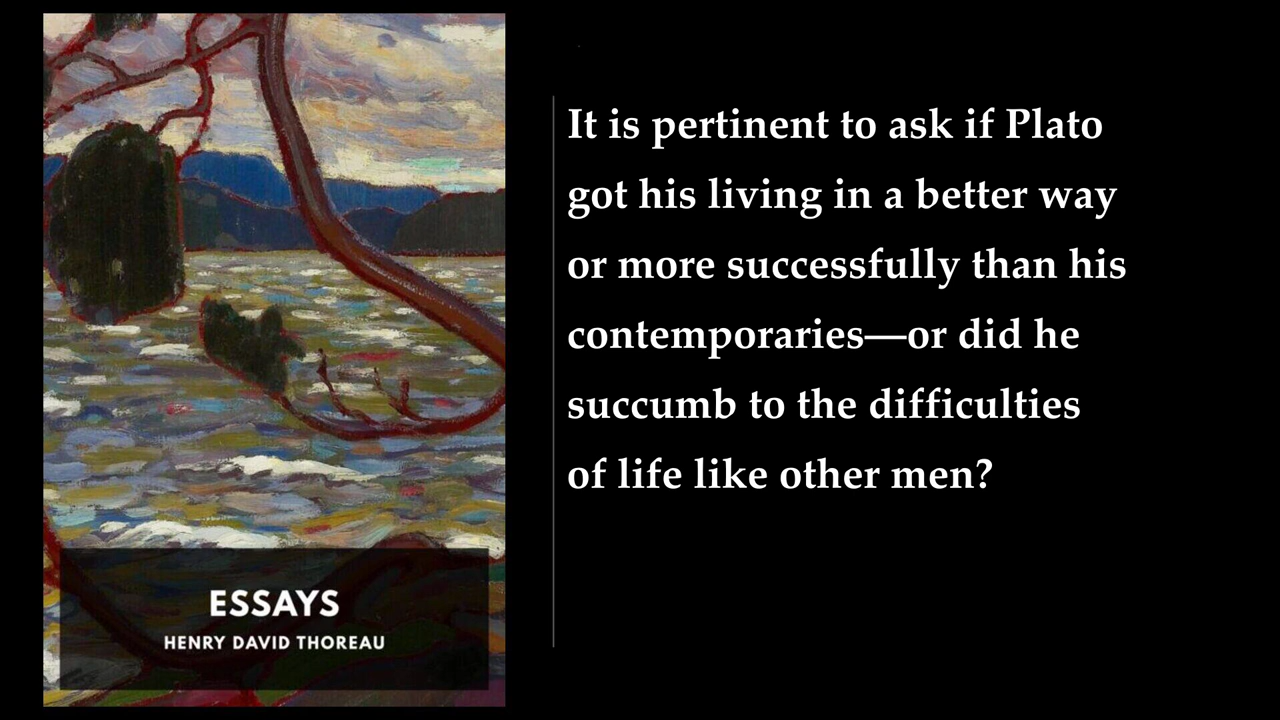 ESSAYS
HENRY DAVID THOREAU
It is pertinent to ask if Plato
got his living in a better way
or more successfully than his
contemporaries—or did he
succumb to the difficulties
of life like other men?